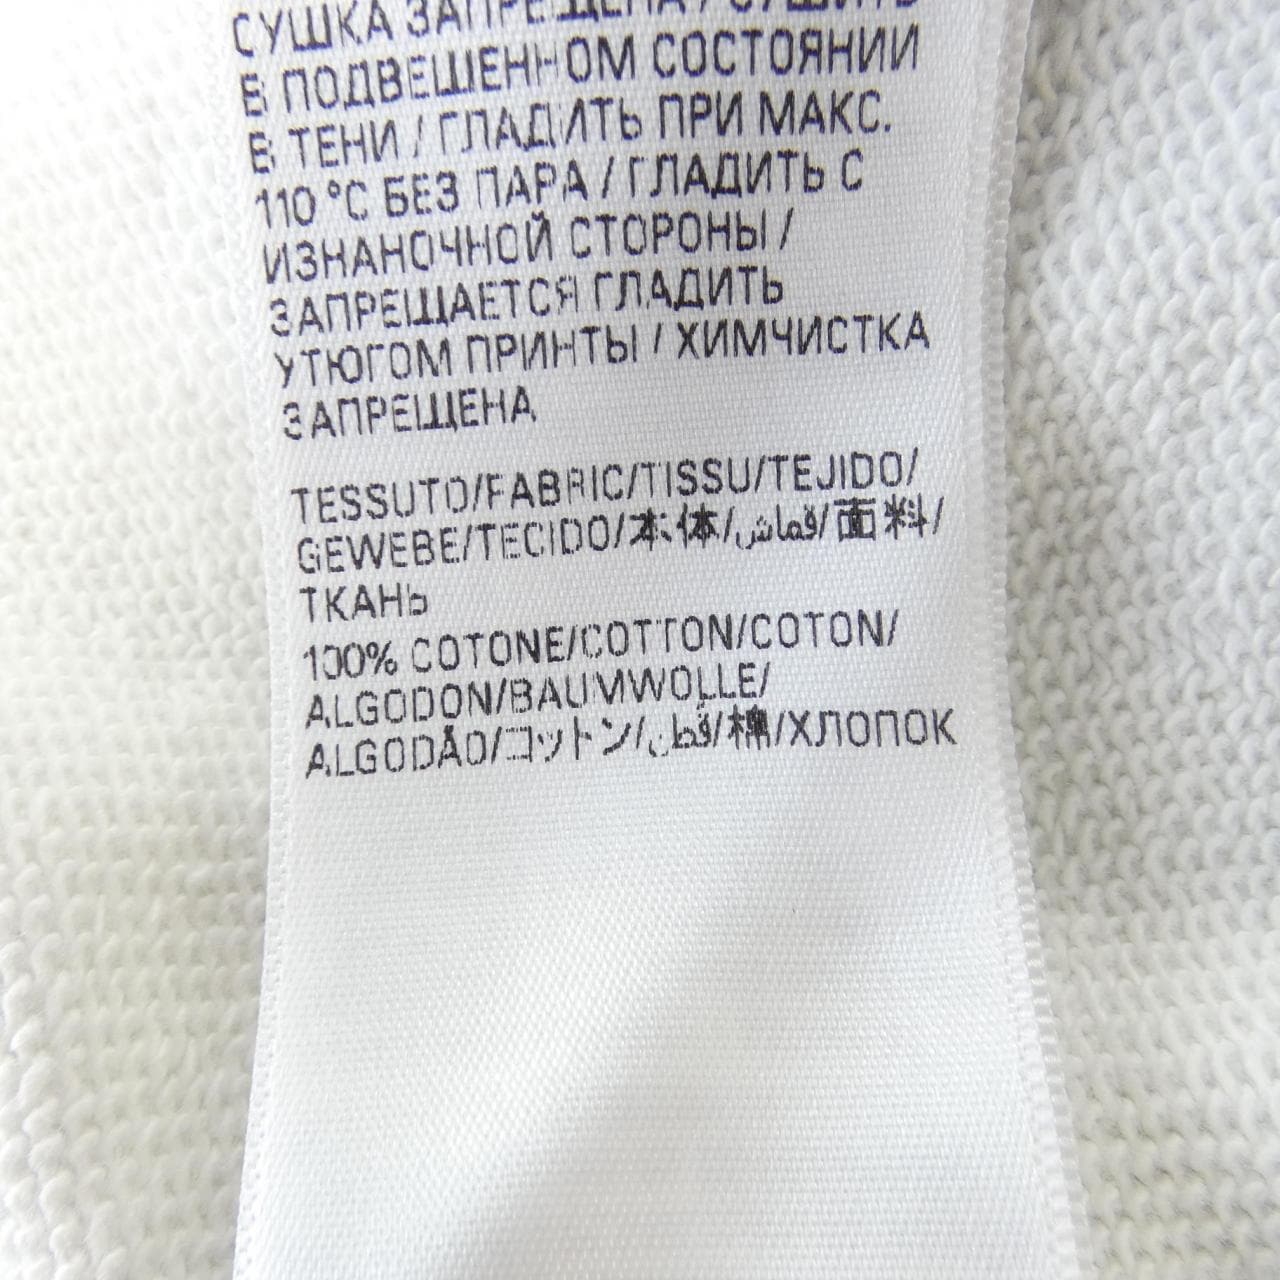 СУШКА ЗАПРЕЩЕНА / СУШИТЬ
В ПОДВЕШЕННОМ СОСТОЯНИИ
В ТЕНИ / ГЛАДИТЬ ПРИ МАКС.
110 °C БЕЗ ПАРА / ГЛАДИТЬ С
ИЗНАНОЧНОЙ СТОРОНЫ /
ЗАПРЕЩАЕТСЯ ГЛАДИТЬ
УТЮГОМ ПРИНТЫ / ХИМЧИСТКА
ЗАПРЕЩЕНА
TESSUTO/FABRIC/TISSU/TEJIDO/
GEWEBE/TECIDO/本体/قماش/面料/
ТКАНЬ
100% COTONE/COTTON/COTON/
ALGODON/BAUMWOLLE/
ALGODÃO/コットン/قطن/棉/ХЛОПОК